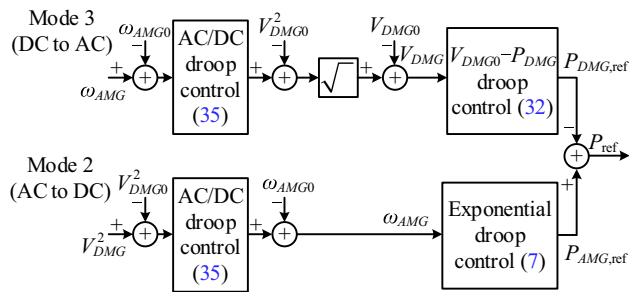 Mode 3
(DC to AC)
ω_AMG0
−
+
ω_AMG
+
AC/DC
droop
control
(35)
V²_DMG0
−
+
+
√
V_DMG0
−
+
+
V_DMG
V_DMG0−P_DMG
droop
control (32)
P_DMG,ref
−
+
P_ref
+
Mode 2
(AC to DC)
V²_DMG0
−
+
V²_DMG
+
AC/DC
droop
control
(35)
ω_AMG0
−
+
+
ω_AMG
Exponential
droop
control (7)
P_AMG,ref